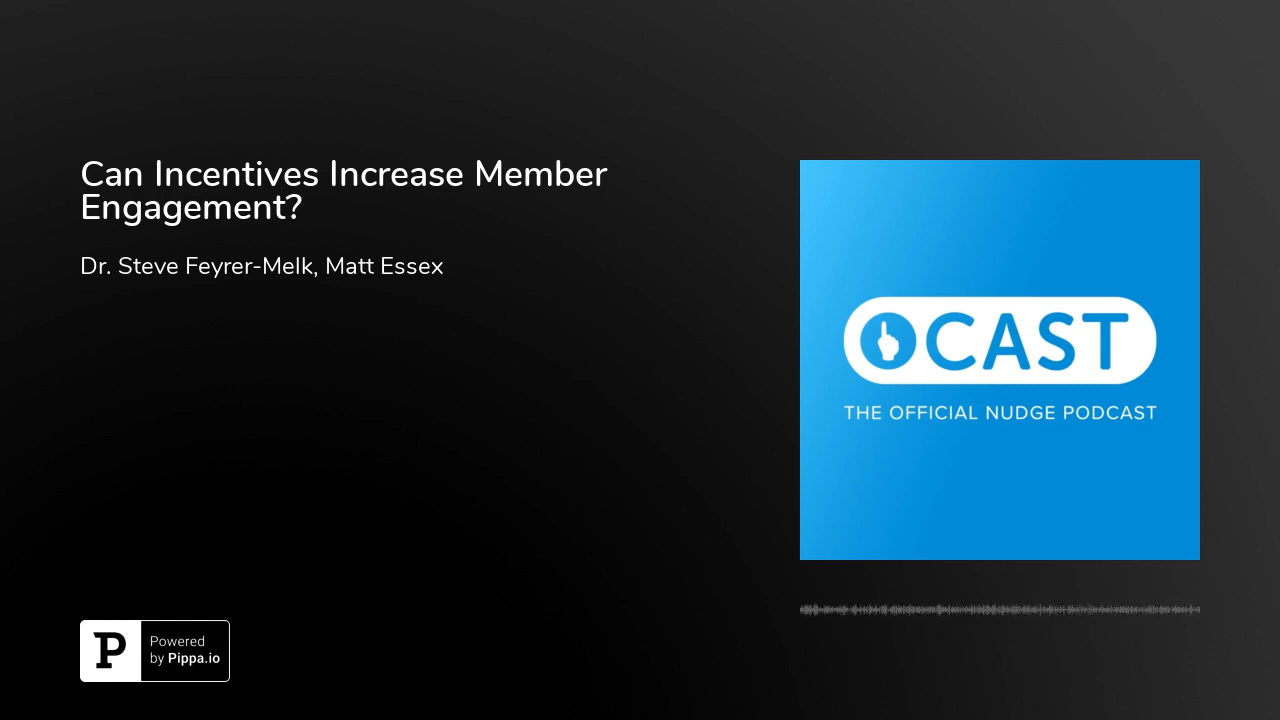 Can Incentives Increase Member
Engagement?
Dr. Steve Feyrer-Melk, Matt Essex
CAST
THE OFFICIAL NUDGE PODCAST
P
Powered
by Pippa.io